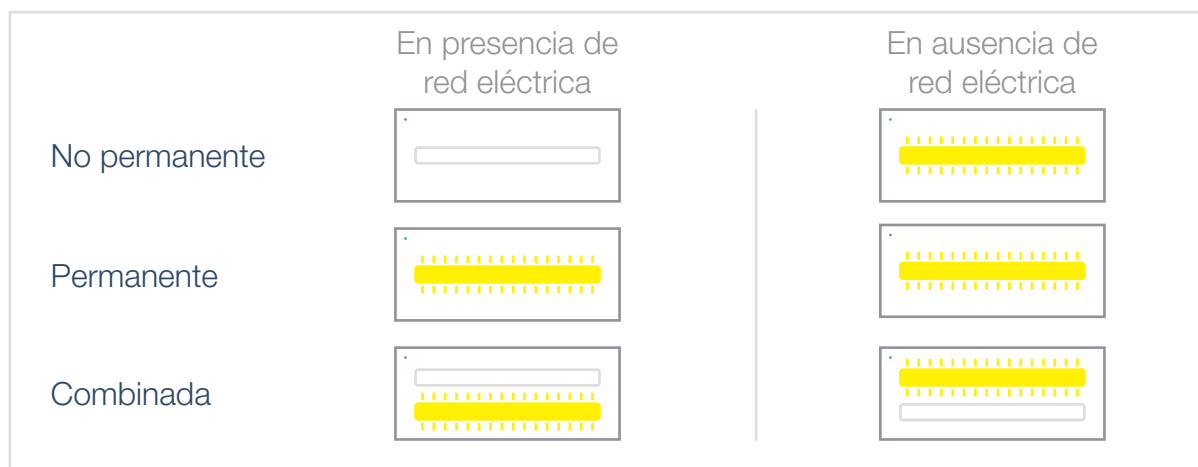 En presencia de
red eléctrica
En ausencia de
red eléctrica
No permanente
Permanente
Combinada